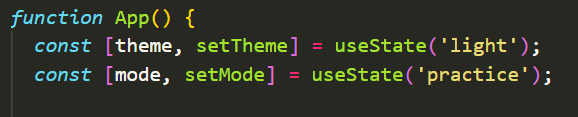 function App() {
  const [theme, setTheme] = useState('light');
  const [mode, setMode] = useState('practice');